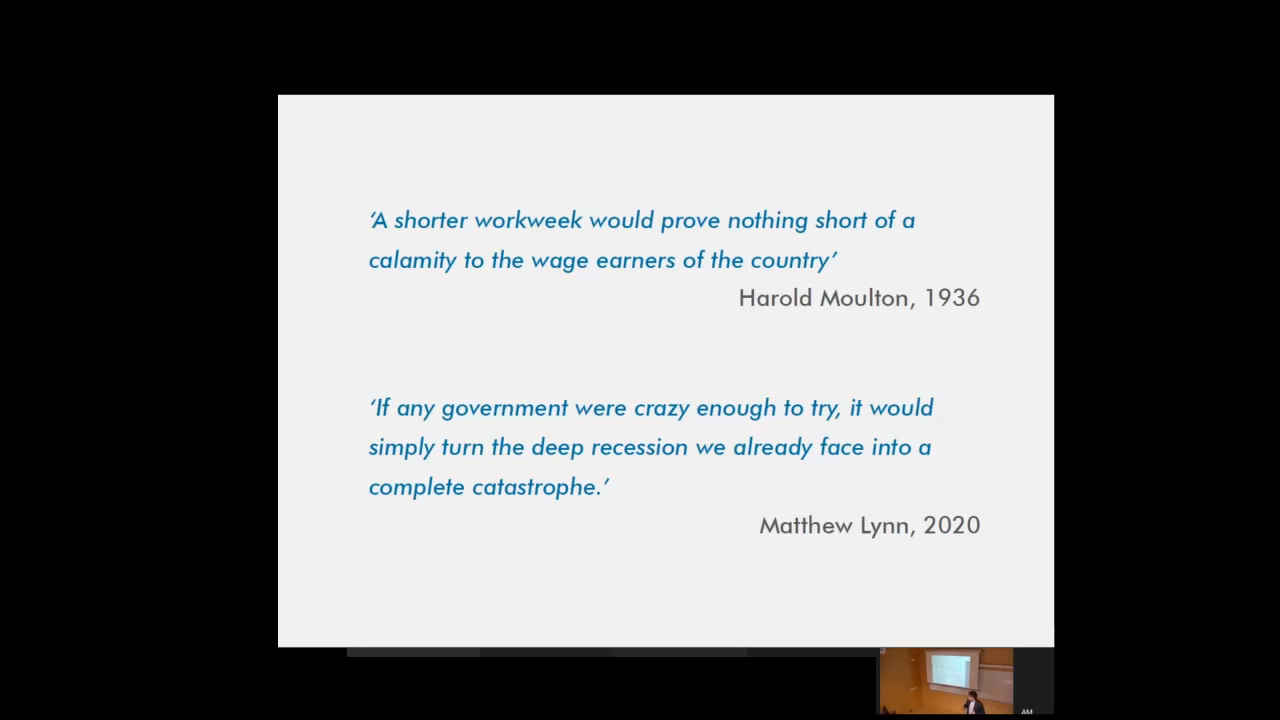 ‘A shorter workweek would prove nothing short of a
calamity to the wage earners of the country’
Harold Moulton, 1936
‘If any government were crazy enough to try, it would
simply turn the deep recession we already face into a
complete catastrophe.’
Matthew Lynn, 2020
AM